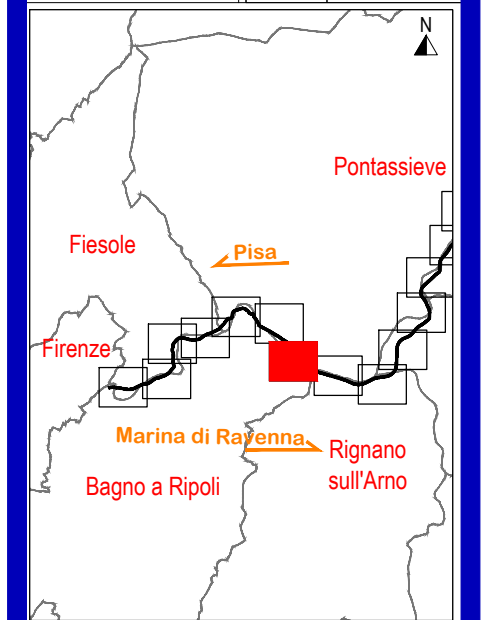 N
Pontassieve
Fiesole
Pisa
Firenze
Marina di Ravenna
Rignano
sull'Arno
Bagno a Ripoli